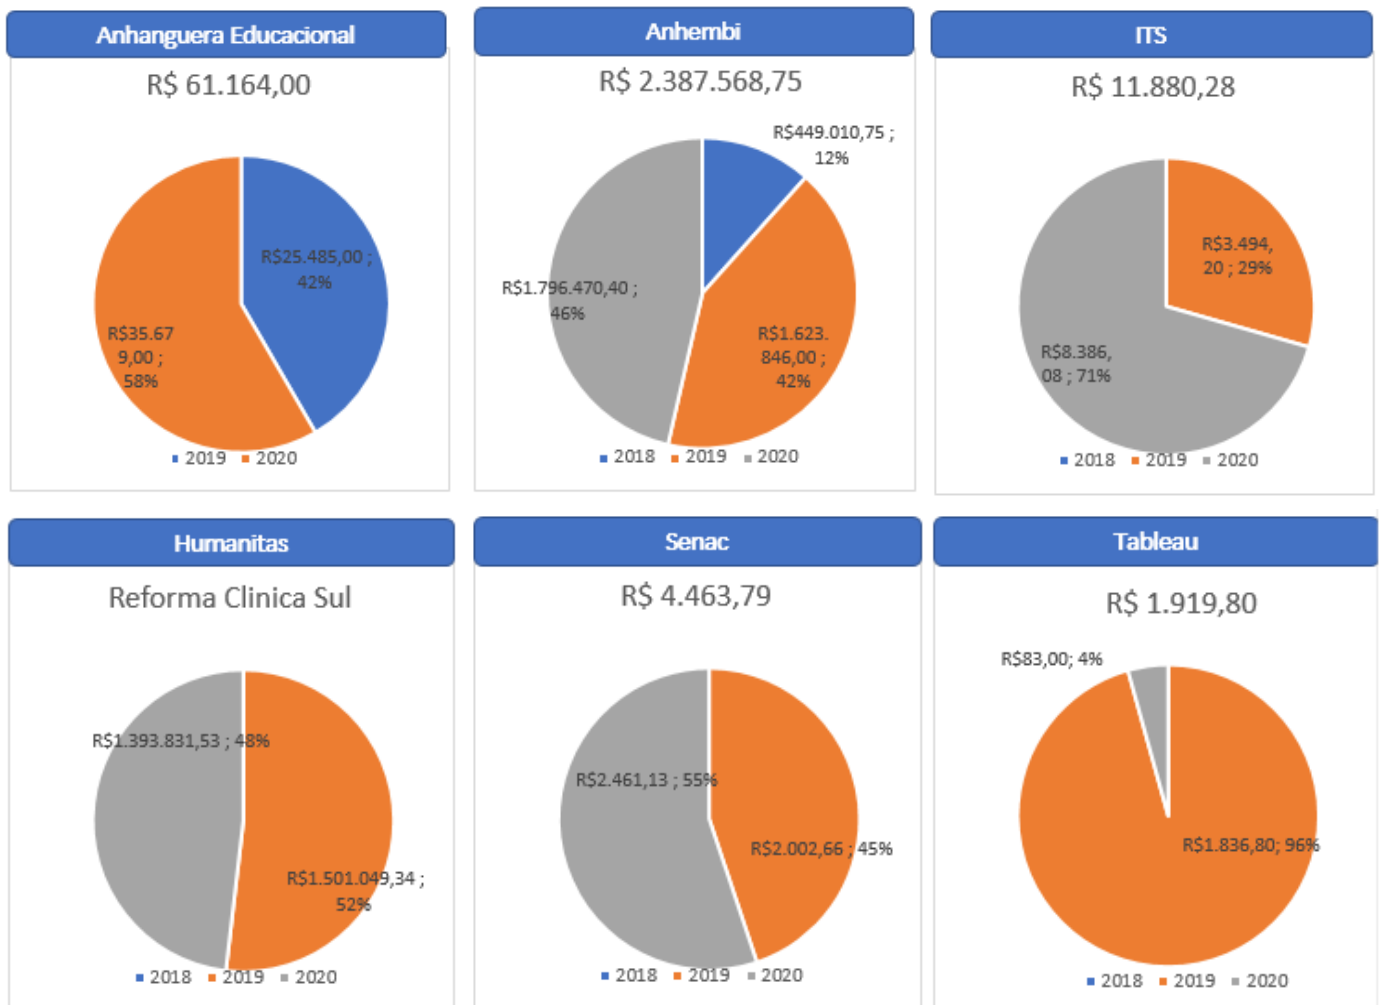 Anhanguera Educacional
R$ 61.164,00
R$25.485,00 ;
42%
R$35.67
9,00 ;
58%
2019 2020
Anhembi
R$ 2.387.568,75
R$449.010,75 ;
12%
R$1.796.470,40 ;
46%
R$1.623.
846,00 ;
42%
2018 2019 2020
ITS
R$ 11.880,28
R$3.494,
20 ; 29%
R$8.386,
08 ; 71%
2018 2019 2020
Humanitas
Reforma Clinica Sul
R$1.393.831,53 ; 48%
R$1.501.049,34 ;
52%
2018 2019 2020
Senac
R$ 4.463,79
R$2.461,13 ; 55%
R$2.002,66 ; 45%
2018 2019 2020
Tableau
R$ 1.919,80
R$83,00; 4%
R$1.836,80; 96%
2018 2019 2020